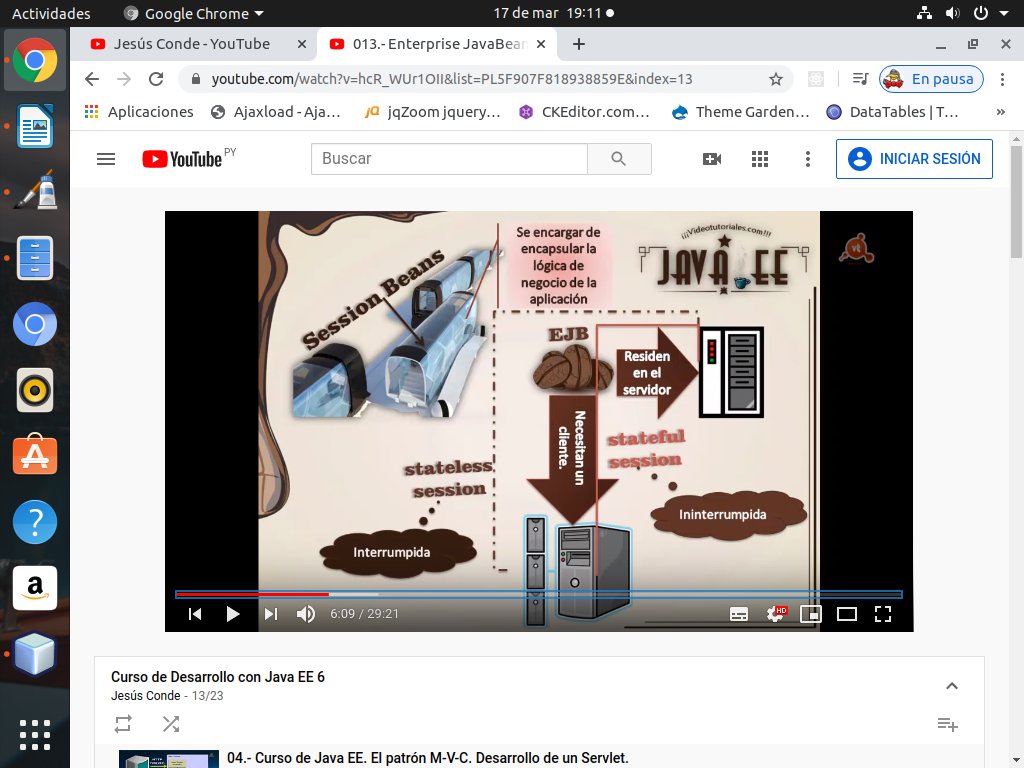 Actividades
Google Chrome
17 de mar 19:11
Jesús Conde - YouTube
013.- Enterprise JavaBean
youtube.com/watch?v=hcR_WUr1OII&list=PL5F907F818938859E&index=13
En pausa
Aplicaciones
Ajaxload - Aja...
jqZoom jquery...
CKEditor.com...
Theme Garden...
DataTables | T...
»
YouTube PY
Buscar
INICIAR SESIÓN
Session Beans
Se encargar de
encapsular la
lógica de
negocio de la
aplicación
¡¡¡Videotutoriales.com!!!
JAVA EE
vt
EJB
Residen
en el
servidor
Necesitan un
cliente.
stateful
session
stateless
session
Ininterrumpida
Interrumpida
6:09 / 29:21
HD
Curso de Desarrollo con Java EE 6
Jesús Conde - 13/23
04.- Curso de Java EE. El patrón M-V-C. Desarrollo de un Servlet.